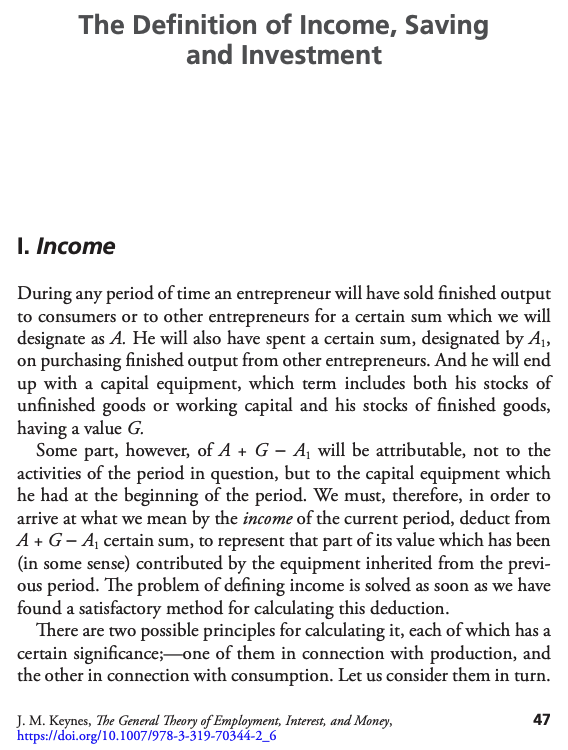 The Definition of Income, Saving
and Investment
I. Income
During any period of time an entrepreneur will have sold finished output
to consumers or to other entrepreneurs for a certain sum which we will
designate as A. He will also have spent a certain sum, designated by A₁,
on purchasing finished output from other entrepreneurs. And he will end
up with a capital equipment, which term includes both his stocks of
unfinished goods or working capital and his stocks of finished goods,
having a value G.
Some part, however, of A + G − A₁ will be attributable, not to the
activities of the period in question, but to the capital equipment which
he had at the beginning of the period. We must, therefore, in order to
arrive at what we mean by the income of the current period, deduct from
A + G − A₁ certain sum, to represent that part of its value which has been
(in some sense) contributed by the equipment inherited from the previ-
ous period. The problem of defining income is solved as soon as we have
found a satisfactory method for calculating this deduction.
There are two possible principles for calculating it, each of which has a
certain significance;—one of them in connection with production, and
the other in connection with consumption. Let us consider them in turn.
J. M. Keynes, The General Theory of Employment, Interest, and Money, 47
https://doi.org/10.1007/978-3-319-70344-2_6